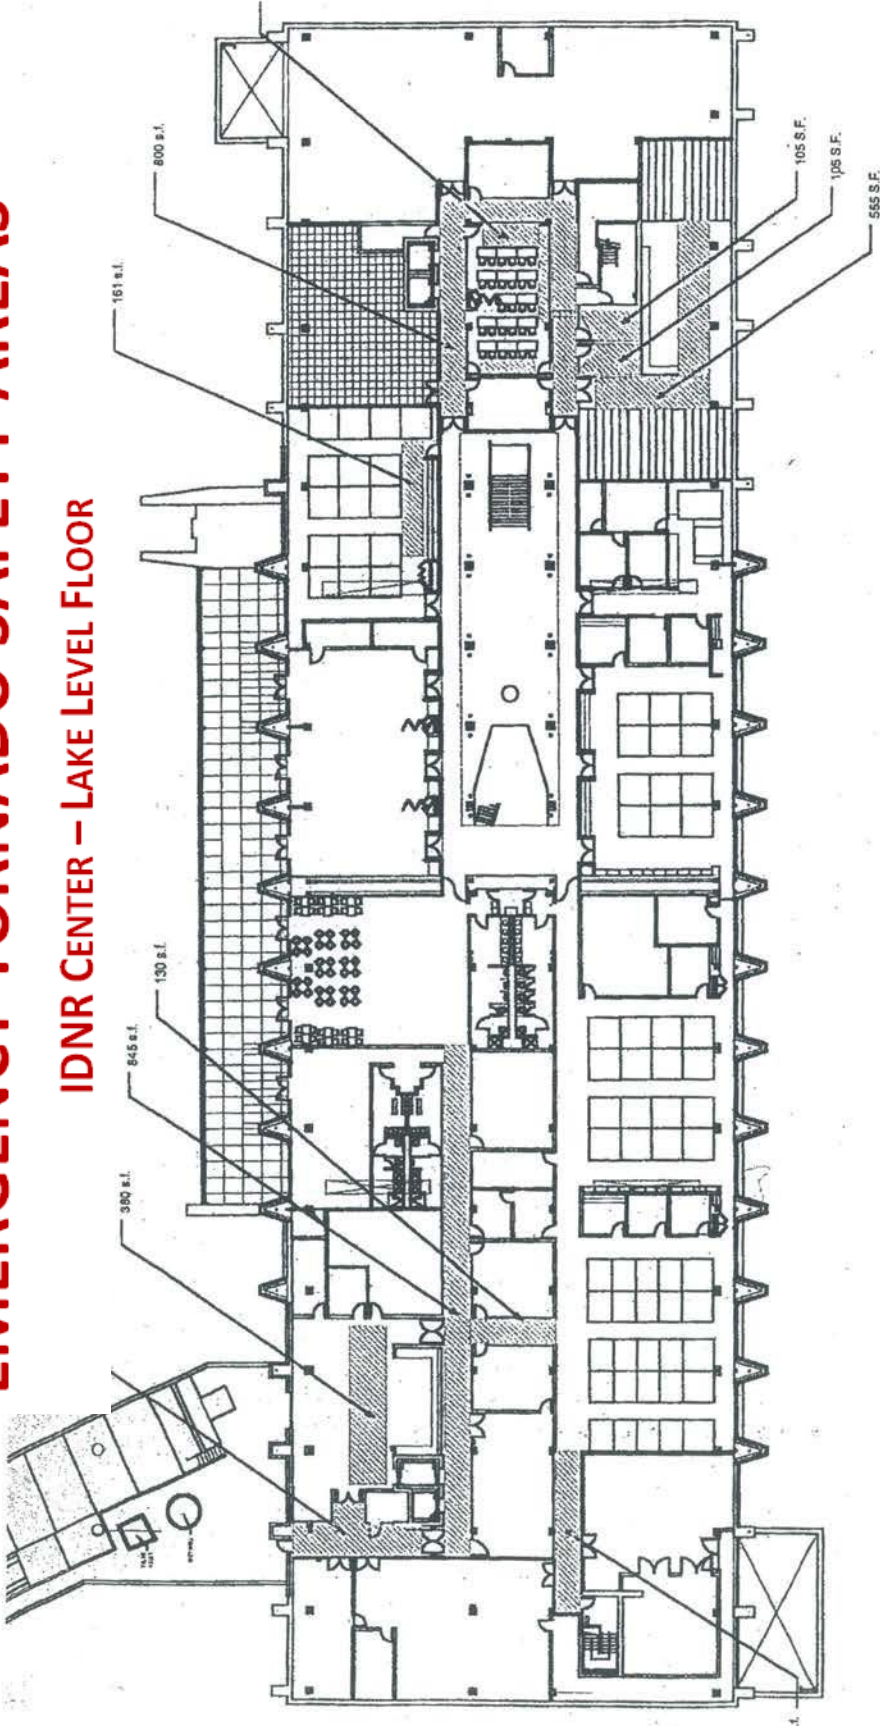 EMERGENCY TORNADO SAFETY AREAS
IDNR CENTER – LAKE LEVEL FLOOR
380 s.f.
845 s.f.
130 s.f.
161 s.f.
800 s.f.
105 S.F.
105 S.F.
555 S.F.